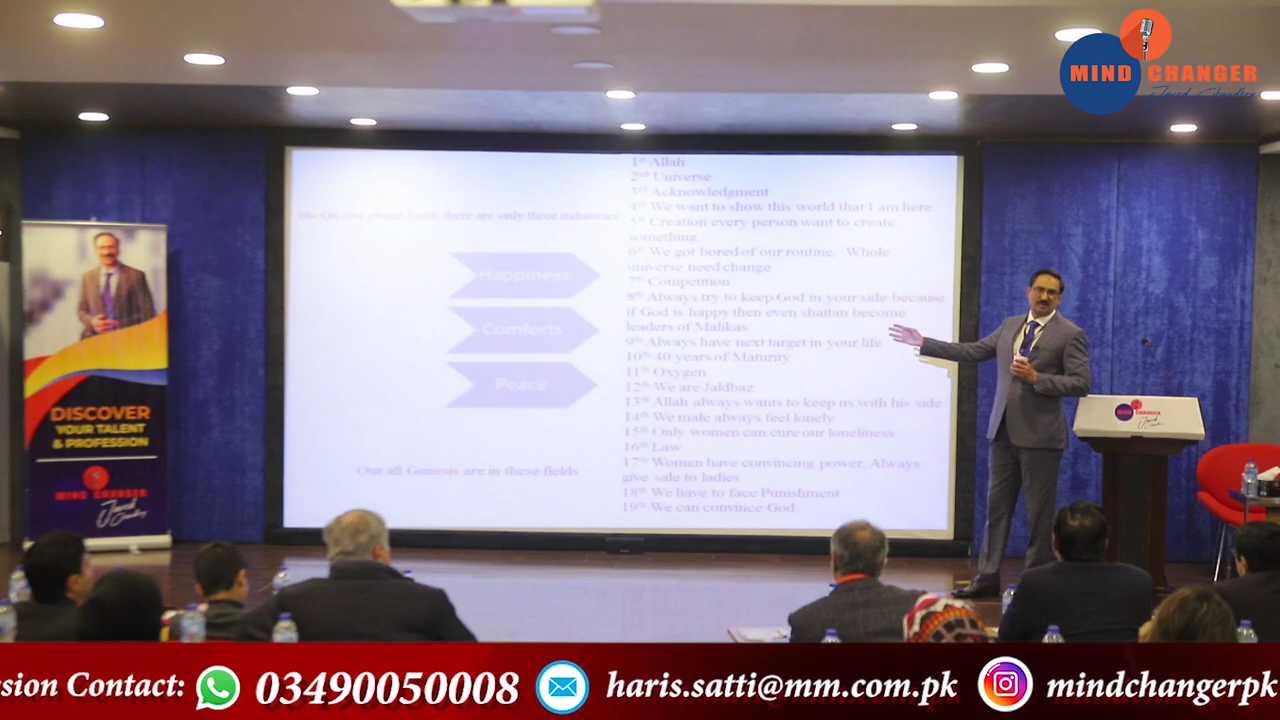 MIND CHANGER
Javed Chaudhry
1st Allah
2nd Universe
3rd Acknowledgment
4th We want to show this world that I am here
5th Creation every person want to create
something
6th We got bored of our routine, Whole
universe need change
7th Competition
8th Always try to keep God in your side because
if God is happy then even shaitan become
leaders of Malikas
9th Always have next target in your life
10th 40 years of Maturity
11th Oxygen
12th We are Jaldbaz
13th Allah always wants to keep us with his side
14th We male always feel lonely
15th Only women can cure our loneliness
16th Law
17th Women have convincing power, Always
give sale to ladies
18th We have to face Punishment
19th We can convince God.
On this planet Earth there are only three industries
Happiness
Comforts
Peace
Our all Genesis are in these fields
DISCOVER
YOUR TALENT
& PROFESSION
MIND CHANGER
Javed
Chaudhry
MIND CHANGER
ssion Contact: 03490050008 haris.satti@mm.com.pk mindchangerpk